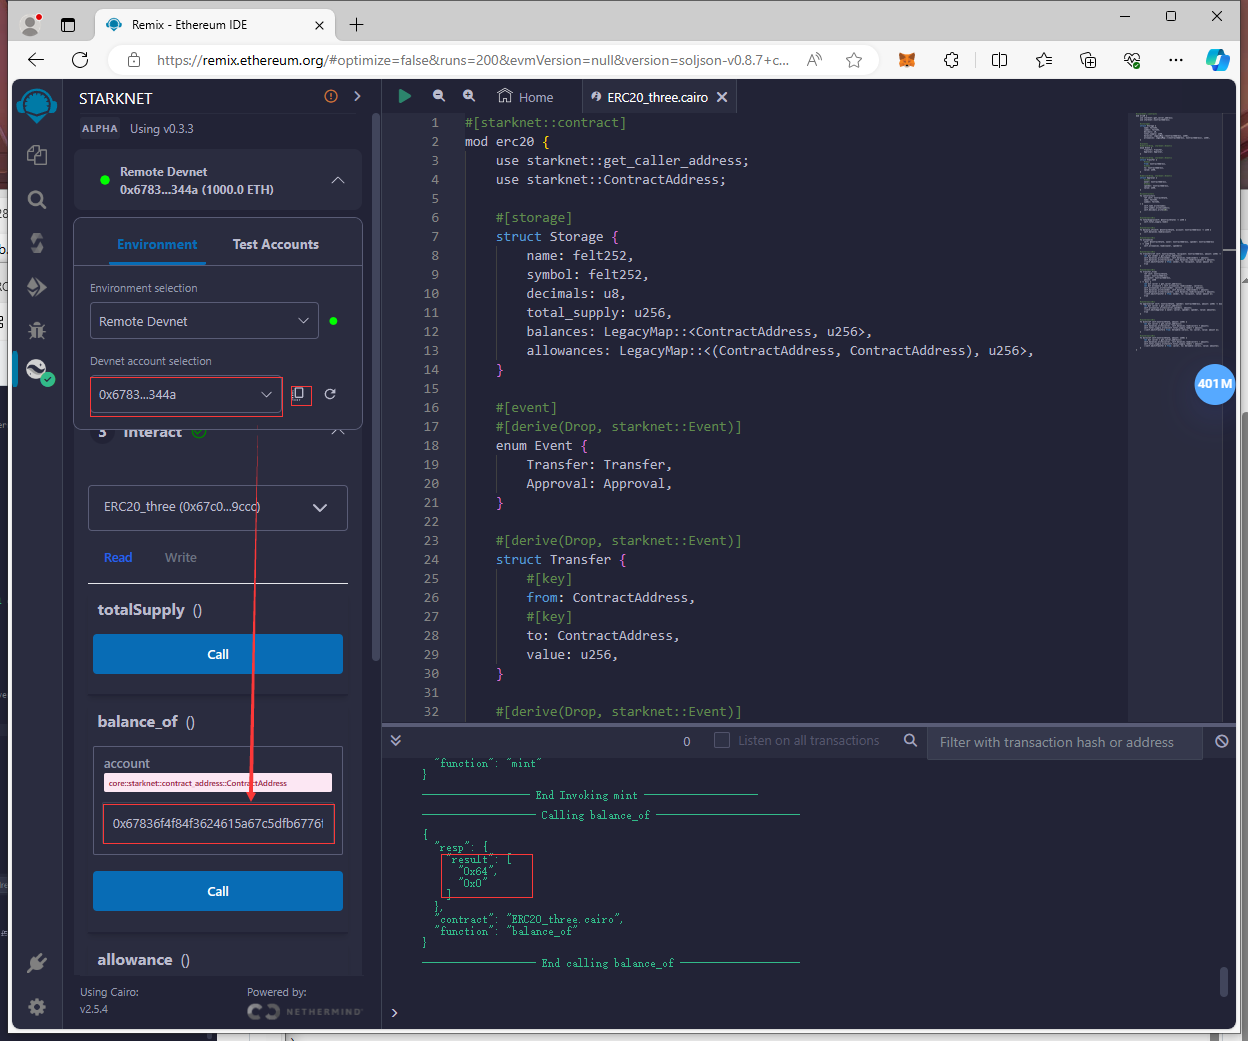 Remix - Ethereum IDE
https://remix.ethereum.org/#optimize=false&runs=200&evmVersion=null&version=soljson-v0.8.7+c...
STARKNET
ALPHA Using v0.3.3
Remote Devnet
0x6783...344a (1000.0 ETH)
Environment Test Accounts
Environment selection
Remote Devnet
Devnet account selection
0x6783...344a
3 Interact
ERC20_three (0x67c0...9ccc)
Read Write
totalSupply ()
Call
balance_of ()
account
core::starknet::contract_address::ContractAddress
0x67836f4f84f3624615a67c5dfb6776f
Call
allowance ()
Using Cairo:
v2.5.4
Powered by:
NETHERMIND
Home
ERC20_three.cairo
1 #[starknet::contract]
2 mod erc20 {
3 use starknet::get_caller_address;
4 use starknet::ContractAddress;
5
6 #[storage]
7 struct Storage {
8 name: felt252,
9 symbol: felt252,
10 decimals: u8,
11 total_supply: u256,
12 balances: LegacyMap::<ContractAddress, u256>,
13 allowances: LegacyMap::<(ContractAddress, ContractAddress), u256>,
14 }
15
16 #[event]
17 #[derive(Drop, starknet::Event)]
18 enum Event {
19 Transfer: Transfer,
20 Approval: Approval,
21 }
22
23 #[derive(Drop, starknet::Event)]
24 struct Transfer {
25 #[key]
26 from: ContractAddress,
27 #[key]
28 to: ContractAddress,
29 value: u256,
30 }
31
32 #[derive(Drop, starknet::Event)]
401M
0 Listen on all transactions Filter with transaction hash or address
"function": "mint"
}
End Invoking mint
Calling balance_of
{
"resp": {
"result": [
"0x64",
"0x0"
]
},
"contract": "ERC20_three.cairo",
"function": "balance_of"
}
End calling balance_of
>